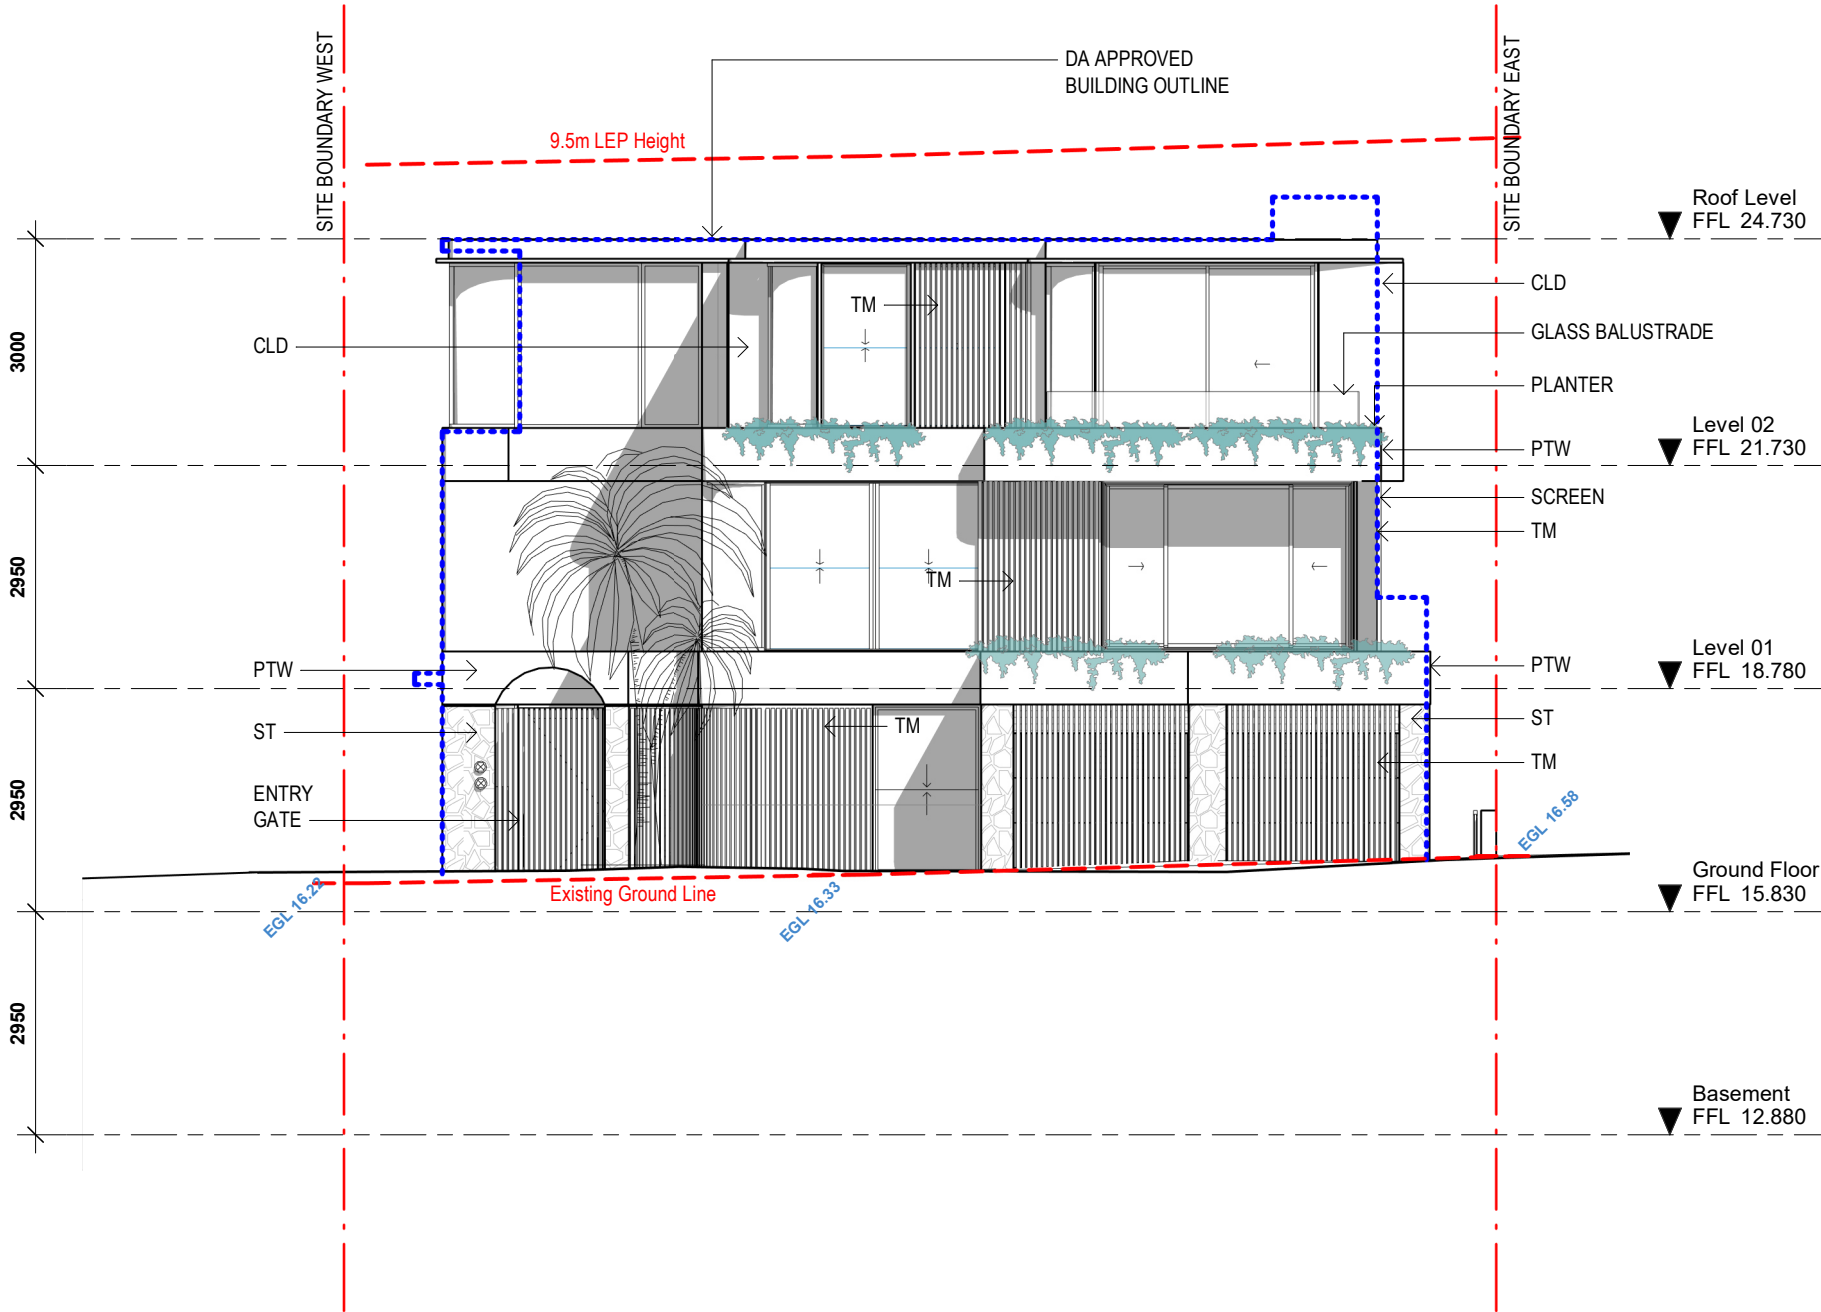 SITE BOUNDARY WEST
SITE BOUNDARY EAST
DA APPROVED
BUILDING OUTLINE
9.5m LEP Height
Roof Level
FFL 24.730
CLD
TM
GLASS BALUSTRADE
CLD
3000
PLANTER
Level 02
FFL 21.730
PTW
SCREEN
TM
2950
TM
Level 01
FFL 18.780
PTW
PTW
ST
TM
ST
TM
2950
ENTRY
GATE
EGL 16.58
Existing Ground Line
EGL 16.22
EGL 16.33
Ground Floor
FFL 15.830
2950
Basement
FFL 12.880